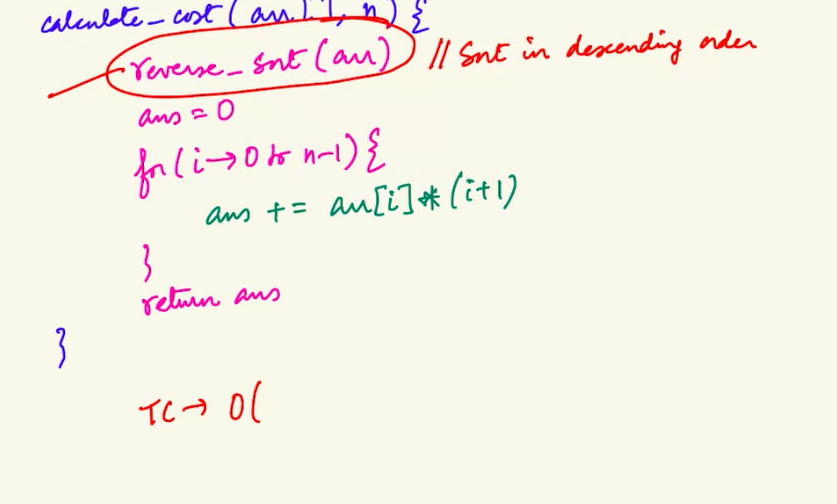 calculate_cost(arr[], n) {
reverse_sort(arr) // Sort in descending order
ans = 0
for(i→0 to n-1){
ans += arr[i]*(i+1)
}
return ans
}
TC→ O(